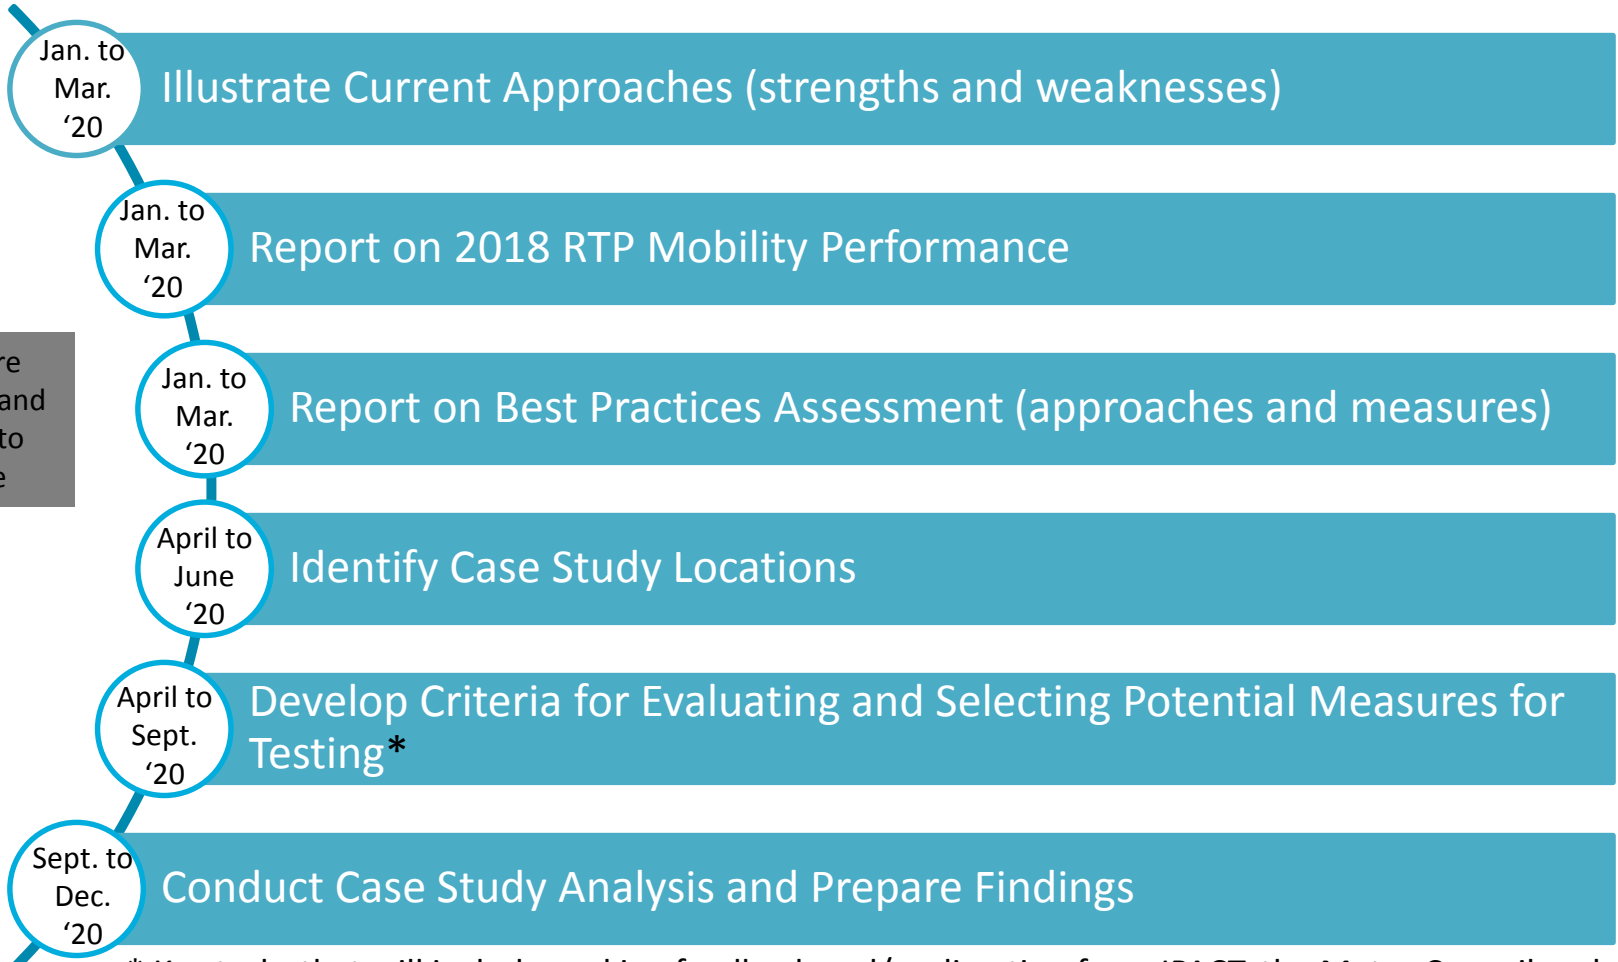 Jan. to
Mar.
‘20
Illustrate Current Approaches (strengths and weaknesses)
Jan. to
Mar.
‘20
Report on 2018 RTP Mobility Performance
re
and
to
e
Jan. to
Mar.
‘20
Report on Best Practices Assessment (approaches and measures)
April to
June
‘20
Identify Case Study Locations
April to
Sept.
‘20
Develop Criteria for Evaluating and Selecting Potential Measures for
Testing*
Sept. to
Dec.
‘20
Conduct Case Study Analysis and Prepare Findings